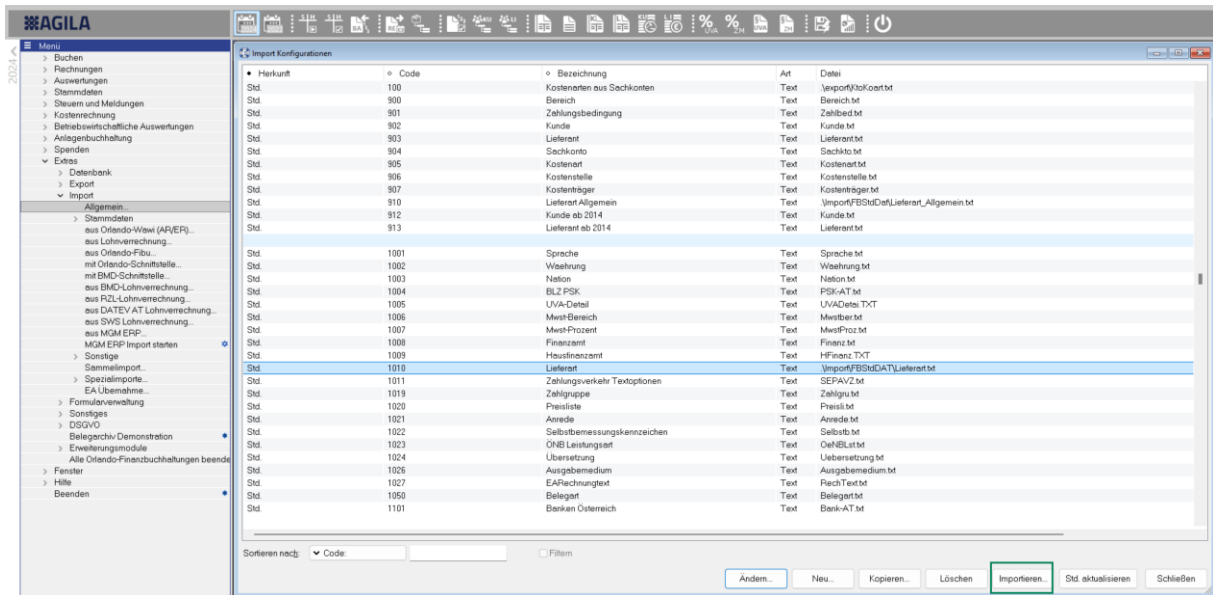 AGILA
2024
Menü
Buchen
Rechnungen
Auswertungen
Stammdaten
Steuern und Meldungen
Kostenrechnung
Betriebswirtschaftliche Auswertungen
Anlagenbuchhaltung
Spenden
Extras
Datenbank
Export
Import
Allgemein...
Stammdaten
aus Orlando-Wawi (AR/ER)...
aus Lohnverrechnung...
aus Orlando-Fibu...
mit Orlando-Schnittstelle...
mit BMD-Schnittstelle...
aus BMD-Lohnverrechnung...
aus RZL-Lohnverrechnung...
aus DATEV AT Lohnverrechnung...
aus SWS Lohnverrechnung...
aus MGM ERP...
MGM ERP Import starten
Sonstige
Sammelimport...
Spezialimporte...
EA Übernahme...
Formularverwaltung
Sonstiges
DSGVO
Belegarchiv Demonstration
Erweiterungsmodule
Alle Orlando-Finanzbuchhaltungen beende
Fenster
Hilfe
Beenden
Import Konfigurationen
Herkunft Code Bezeichnung Art Datei
Std. 100 Kostenarten aus Sachkonten Text .\export\KtoKoart.txt
Std. 900 Bereich Text Bereich.txt
Std. 901 Zahlungsbedingung Text Zahlbed.txt
Std. 902 Kunde Text Kunde.txt
Std. 903 Lieferant Text Lieferant.txt
Std. 904 Sachkonto Text Sachkto.txt
Std. 905 Kostenart Text Kostenart.txt
Std. 906 Kostenstelle Text Kostenstelle.txt
Std. 907 Kostenträger Text Kostenträger.txt
Std. 910 Lieferart Allgemein Text .\Import\FBStdDat\Lieferart_Allgemein.txt
Std. 912 Kunde ab 2014 Text Kunde.txt
Std. 913 Lieferant ab 2014 Text Lieferant.txt
Std. 1001 Sprache Text Sprache.txt
Std. 1002 Waehrung Text Waehrung.txt
Std. 1003 Nation Text Nation.txt
Std. 1004 BLZ PSK Text PSK-AT.txt
Std. 1005 UVA-Detail Text UVADetai.TXT
Std. 1006 Mwst-Bereich Text Mwstber.txt
Std. 1007 Mwst-Prozent Text MwstProz.txt
Std. 1008 Finanzamt Text Finanz.txt
Std. 1009 Hausfinanzamt Text HFinanz.TXT
Std. 1010 Lieferart Text .\Import\FBStdDAT\Lieferart.txt
Std. 1011 Zahlungsverkehr Textoptionen Text SEPAVZ.txt
Std. 1019 Zahlgruppe Text Zahlgru.txt
Std. 1020 Preisliste Text Preisli.txt
Std. 1021 Anrede Text Anrede.txt
Std. 1022 Selbstbemessungskennzeichen Text Selbstb.txt
Std. 1023 ÖNB Leistungsart Text OeNBLst.txt
Std. 1024 Übersetzung Text Uebersetzung.txt
Std. 1026 Ausgabemedium Text Ausgabemedium.txt
Std. 1027 EARechnungtext Text RechText.txt
Std. 1050 Belegart Text Belegart.txt
Std. 1101 Banken Österreich Text Bank-AT.txt
Sortieren nach: Code: Filtern
Ändern... Neu... Kopieren... Löschen Importieren... Std. aktualisieren Schließen